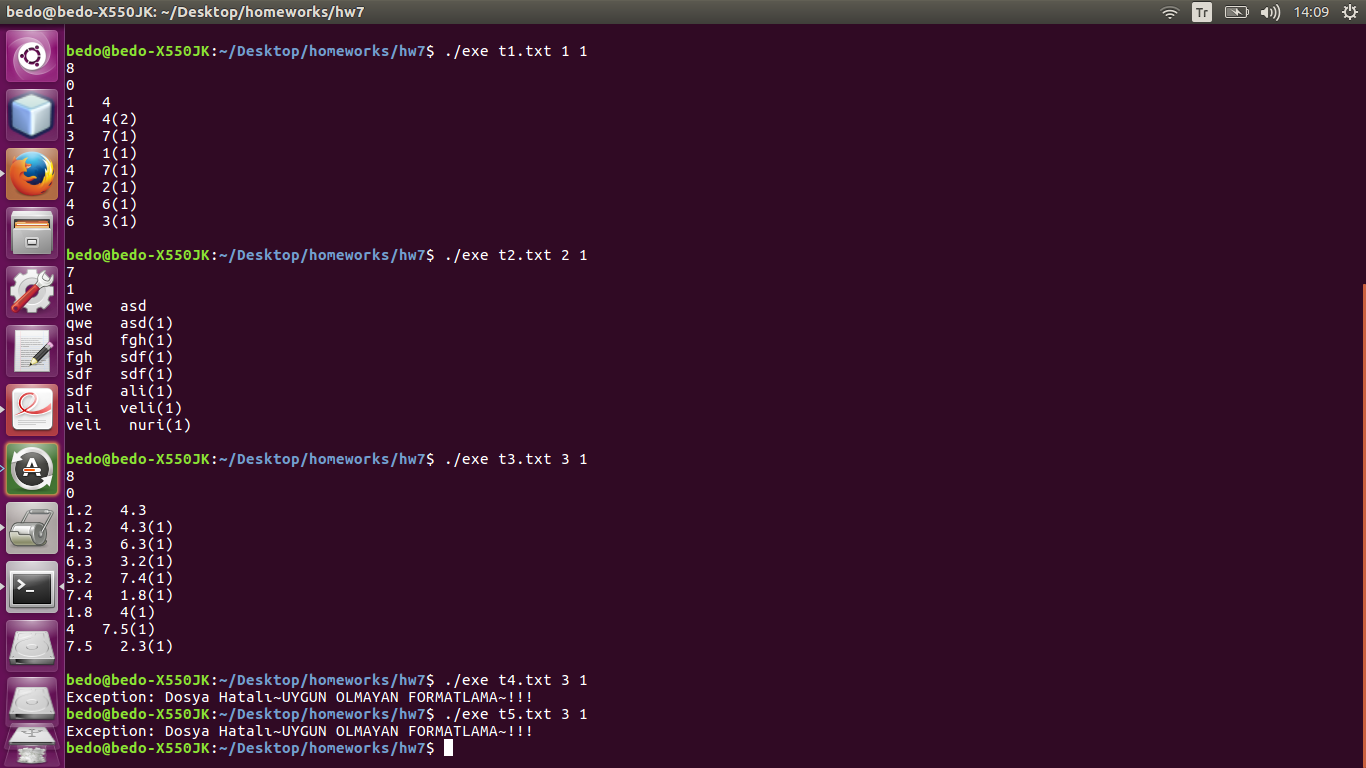 bedo@bedo-X550JK: ~/Desktop/homeworks/hw7
Tr
14:09
bedo@bedo-X550JK:~/Desktop/homeworks/hw7$ ./exe t1.txt 1 1
8
0
1   4
1   4(2)
3   7(1)
7   1(1)
4   7(1)
7   2(1)
4   6(1)
6   3(1)
bedo@bedo-X550JK:~/Desktop/homeworks/hw7$ ./exe t2.txt 2 1
7
1
qwe   asd
qwe   asd(1)
asd   fgh(1)
fgh   sdf(1)
sdf   sdf(1)
sdf   ali(1)
ali   veli(1)
veli   nuri(1)
bedo@bedo-X550JK:~/Desktop/homeworks/hw7$ ./exe t3.txt 3 1
8
0
1.2   4.3
1.2   4.3(1)
4.3   6.3(1)
6.3   3.2(1)
3.2   7.4(1)
7.4   1.8(1)
1.8   4(1)
4   7.5(1)
7.5   2.3(1)
bedo@bedo-X550JK:~/Desktop/homeworks/hw7$ ./exe t4.txt 3 1
Exception: Dosya Hatalı~UYGUN OLMAYAN FORMATLAMA~!!!
bedo@bedo-X550JK:~/Desktop/homeworks/hw7$ ./exe t5.txt 3 1
Exception: Dosya Hatalı~UYGUN OLMAYAN FORMATLAMA~!!!
bedo@bedo-X550JK:~/Desktop/homeworks/hw7$